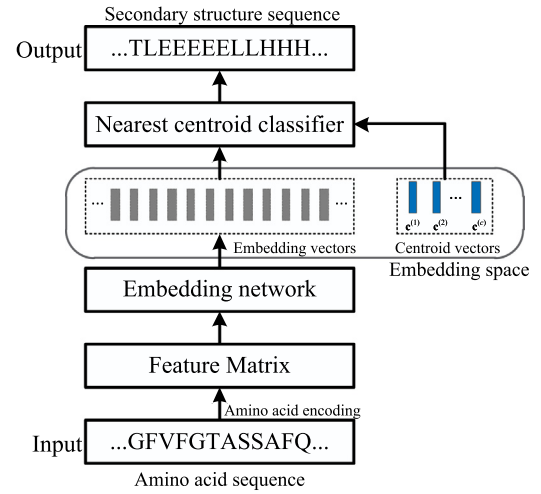 Secondary structure sequence
Output
...TLEEEEELLHHH...
Nearest centroid classifier
...
...
...
c(1)
c(2)
c(c)
Embedding vectors
Centroid vectors
Embedding space
Embedding network
Feature Matrix
Amino acid encoding
Input
...GFVFGTASSAFQ...
Amino acid sequence